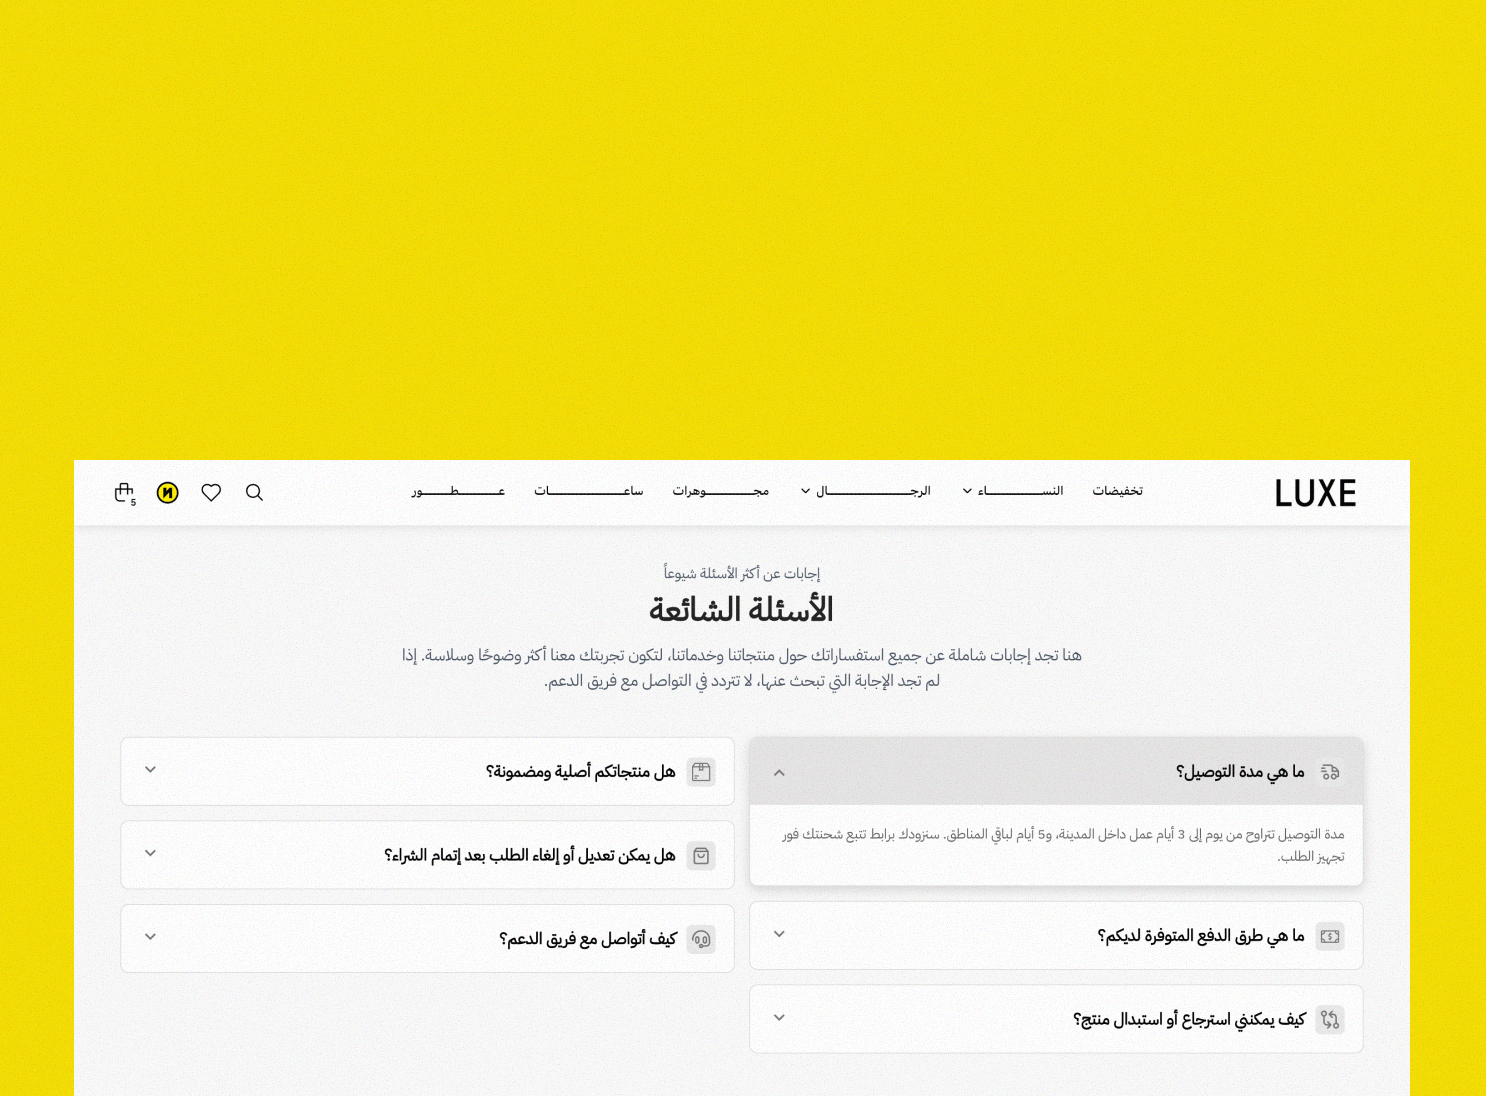 LUXE
تخفيضات
النســـــــــاء
الرجـــــــــــــال
مجــــــــوهرات
ساعـــــــــــــات
عـــــــطــــــور
5
إجابات عن أكثر الأسئلة شيوعاً
الأسئلة الشائعة
هنا تجد إجابات شاملة عن جميع استفساراتك حول منتجاتنا وخدماتنا، لتكون تجربتك معنا أكثر وضوحًا وسلاسة. إذا
لم تجد الإجابة التي تبحث عنها، لا تتردد في التواصل مع فريق الدعم.
ما هي مدة التوصيل؟
مدة التوصيل تتراوح من يوم إلى 3 أيام عمل داخل المدينة، و5 أيام لباقي المناطق. سنزودك برابط تتبع شحنتك فور
تجهيز الطلب.
ما هي طرق الدفع المتوفرة لديكم؟
كيف يمكنني استرجاع أو استبدال منتج؟
هل منتجاتكم أصلية ومضمونة؟
هل يمكن تعديل أو إلغاء الطلب بعد إتمام الشراء؟
كيف أتواصل مع فريق الدعم؟